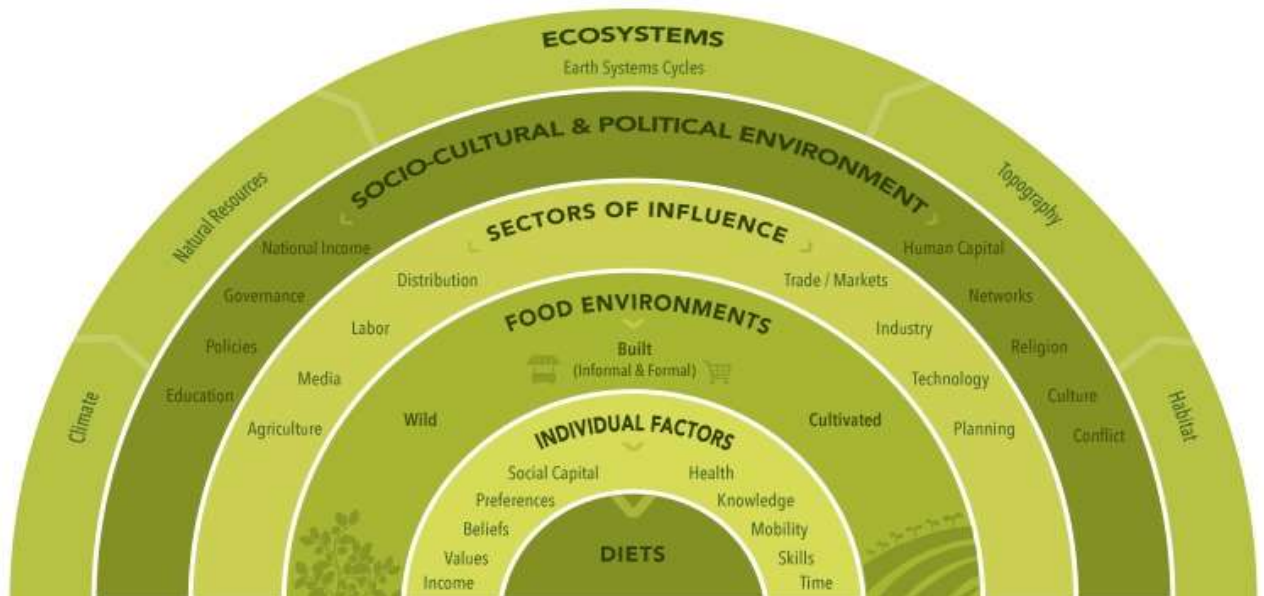 ECOSYSTEMS
Earth Systems Cycles
Natural Resources
Climate
Topography
Habitat
SOCIO-CULTURAL & POLITICAL ENVIRONMENT
National Income
Governance
Policies
Education
Human Capital
Networks
Religion
Culture
Conflict
SECTORS OF INFLUENCE
Distribution
Labor
Media
Agriculture
Trade / Markets
Industry
Technology
Planning
FOOD ENVIRONMENTS
Built
(Informal & Formal)
Wild
Cultivated
INDIVIDUAL FACTORS
Social Capital
Preferences
Beliefs
Values
Income
Health
Knowledge
Mobility
Skills
Time
DIETS